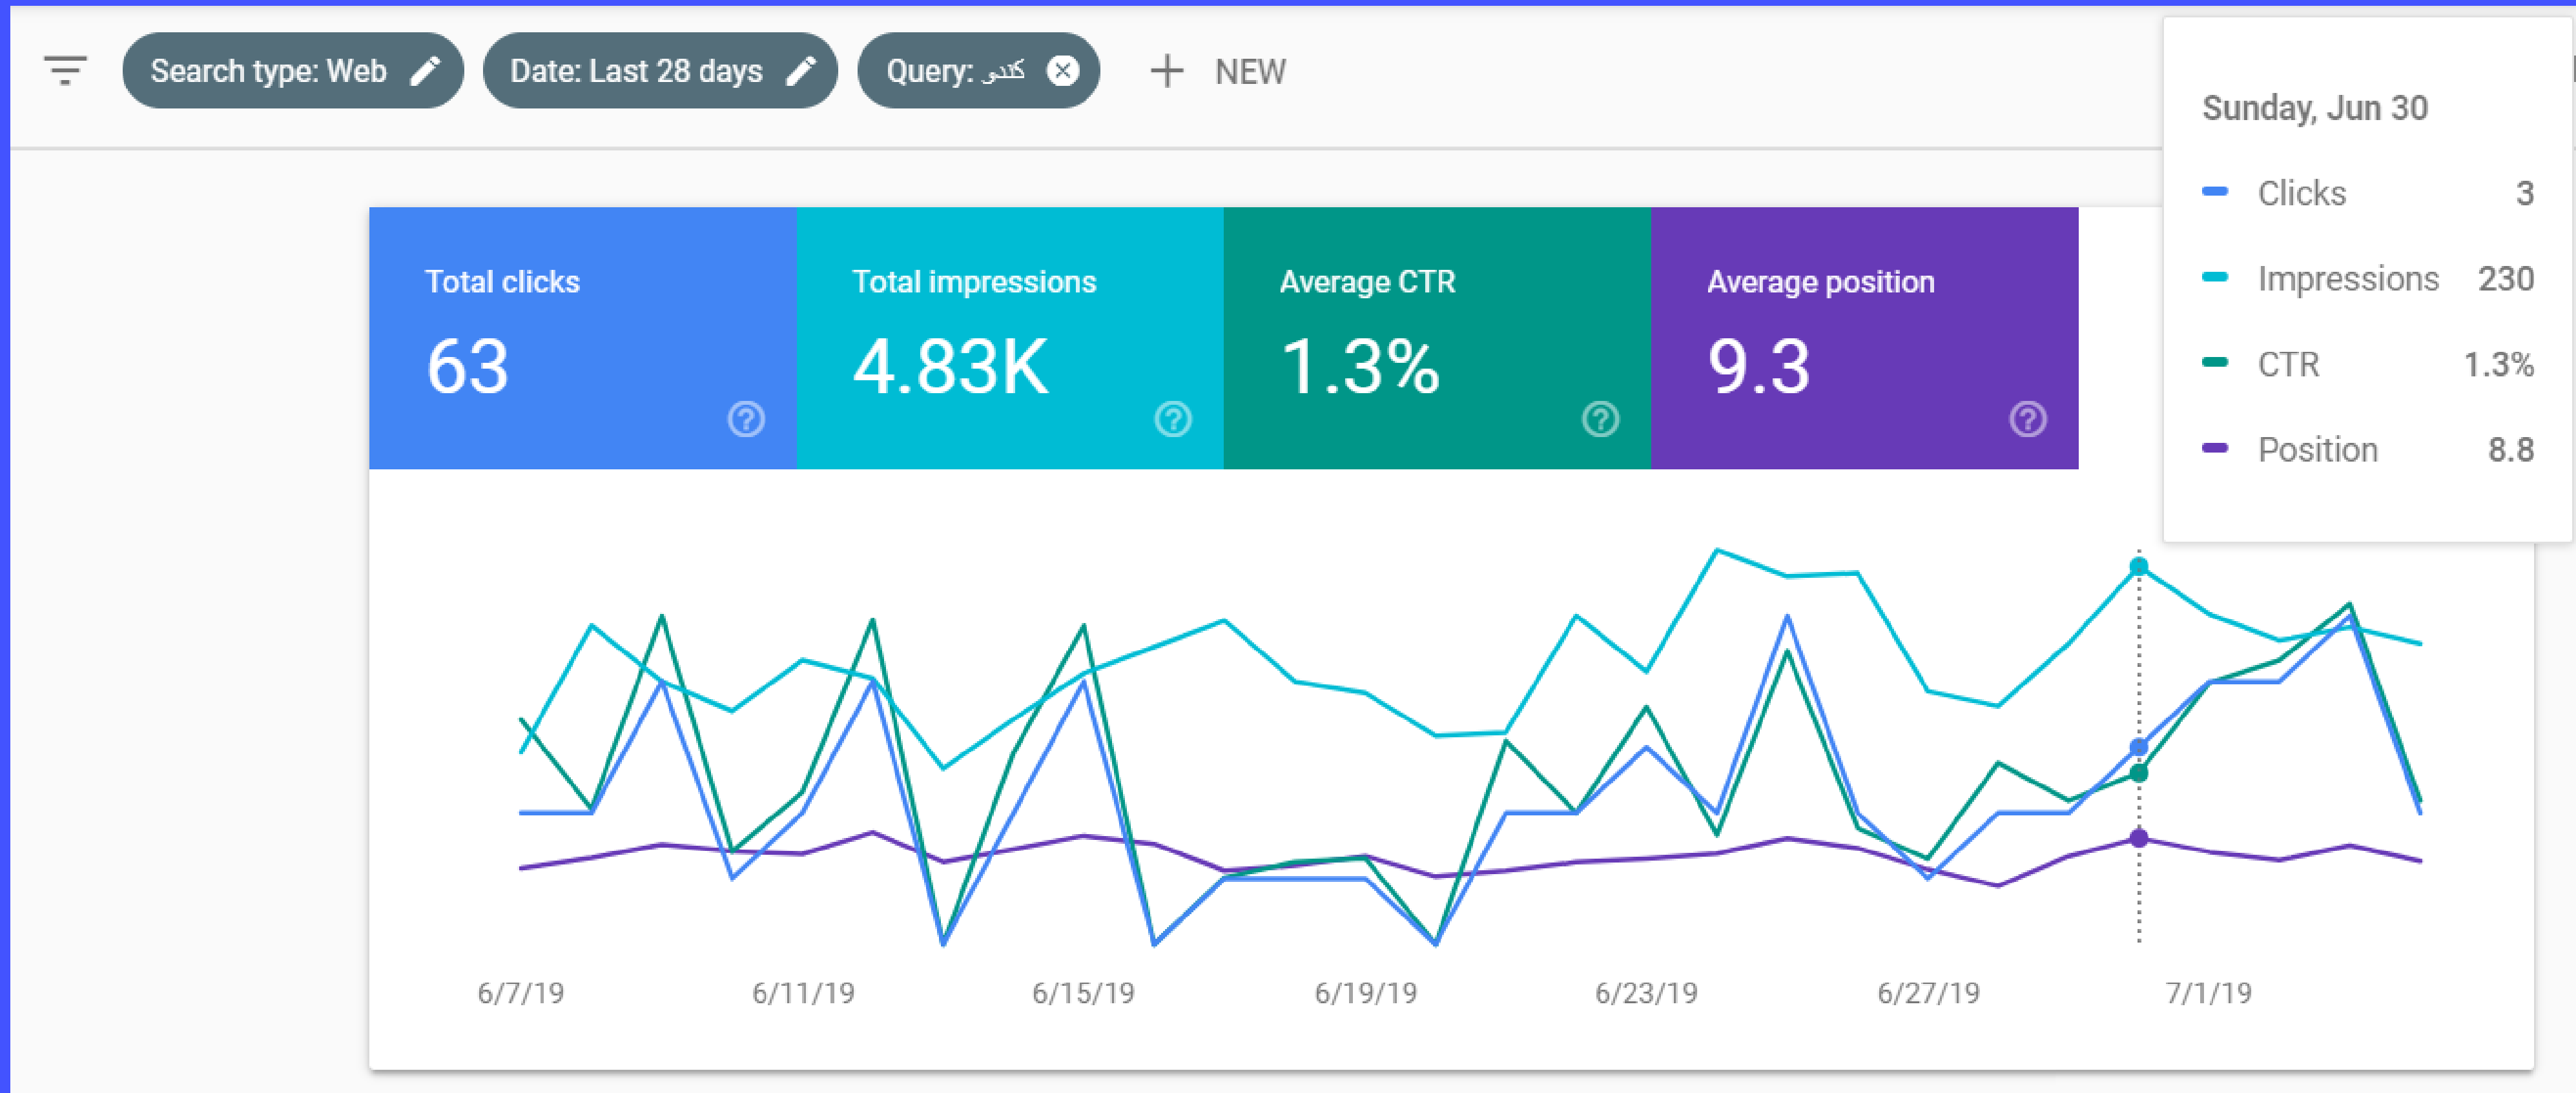 Search type: Web
Date: Last 28 days
Query: کندو
NEW
Total clicks
63
Total impressions
4.83K
Average CTR
1.3%
Average position
9.3
Sunday, Jun 30
Clicks 3
Impressions 230
CTR 1.3%
Position 8.8
6/7/19 6/11/19 6/15/19 6/19/19 6/23/19 6/27/19 7/1/19